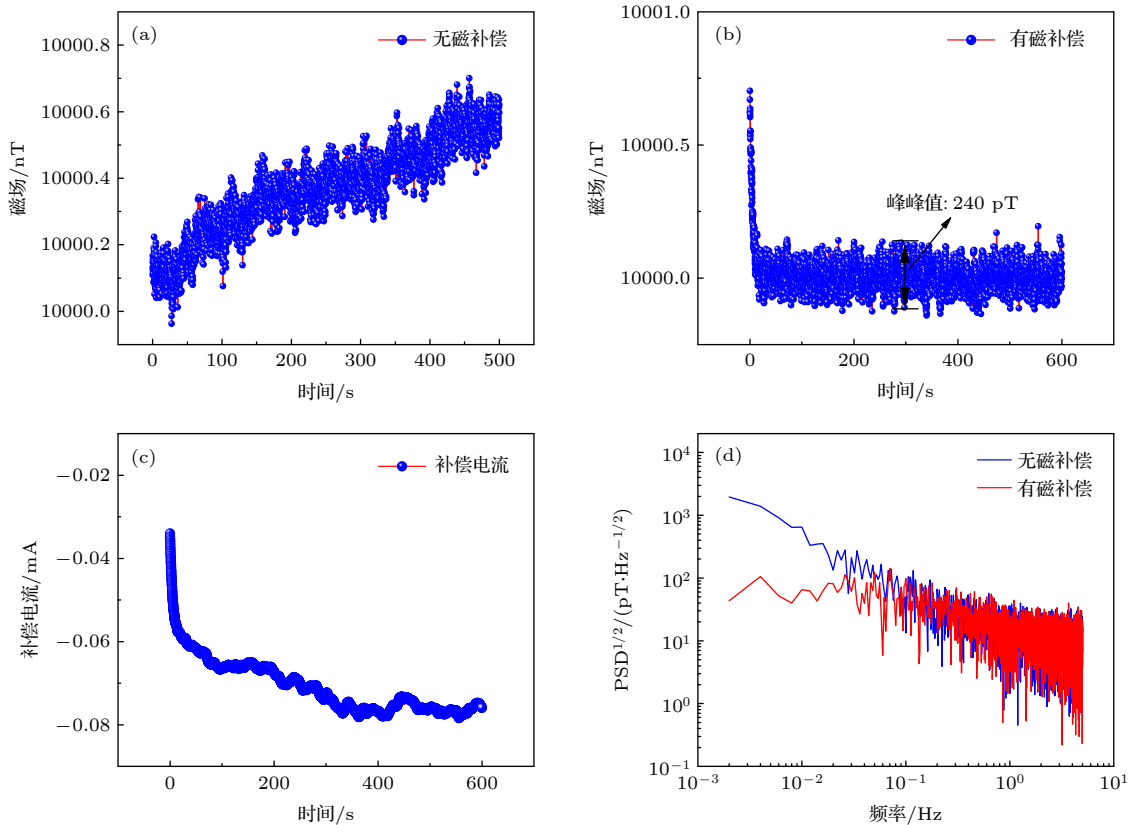 (a)
无磁补偿
10000.8
10000.6
10000.4
10000.2
10000.0
磁场/nT
0
100
200
300
400
500
时间/s
(b)
有磁补偿
10001.0
10000.5
10000.0
磁场/nT
峰峰值: 240 pT
0
200
400
600
时间/s
(c)
补偿电流
−0.02
−0.04
−0.06
−0.08
补偿电流/mA
0
200
400
600
时间/s
(d)
无磁补偿
有磁补偿
10⁴
10³
10²
10¹
10⁰
10⁻¹
PSD¹ᐟ²/(pT·Hz⁻¹ᐟ²)
10⁻³
10⁻²
10⁻¹
10⁰
10¹
频率/Hz